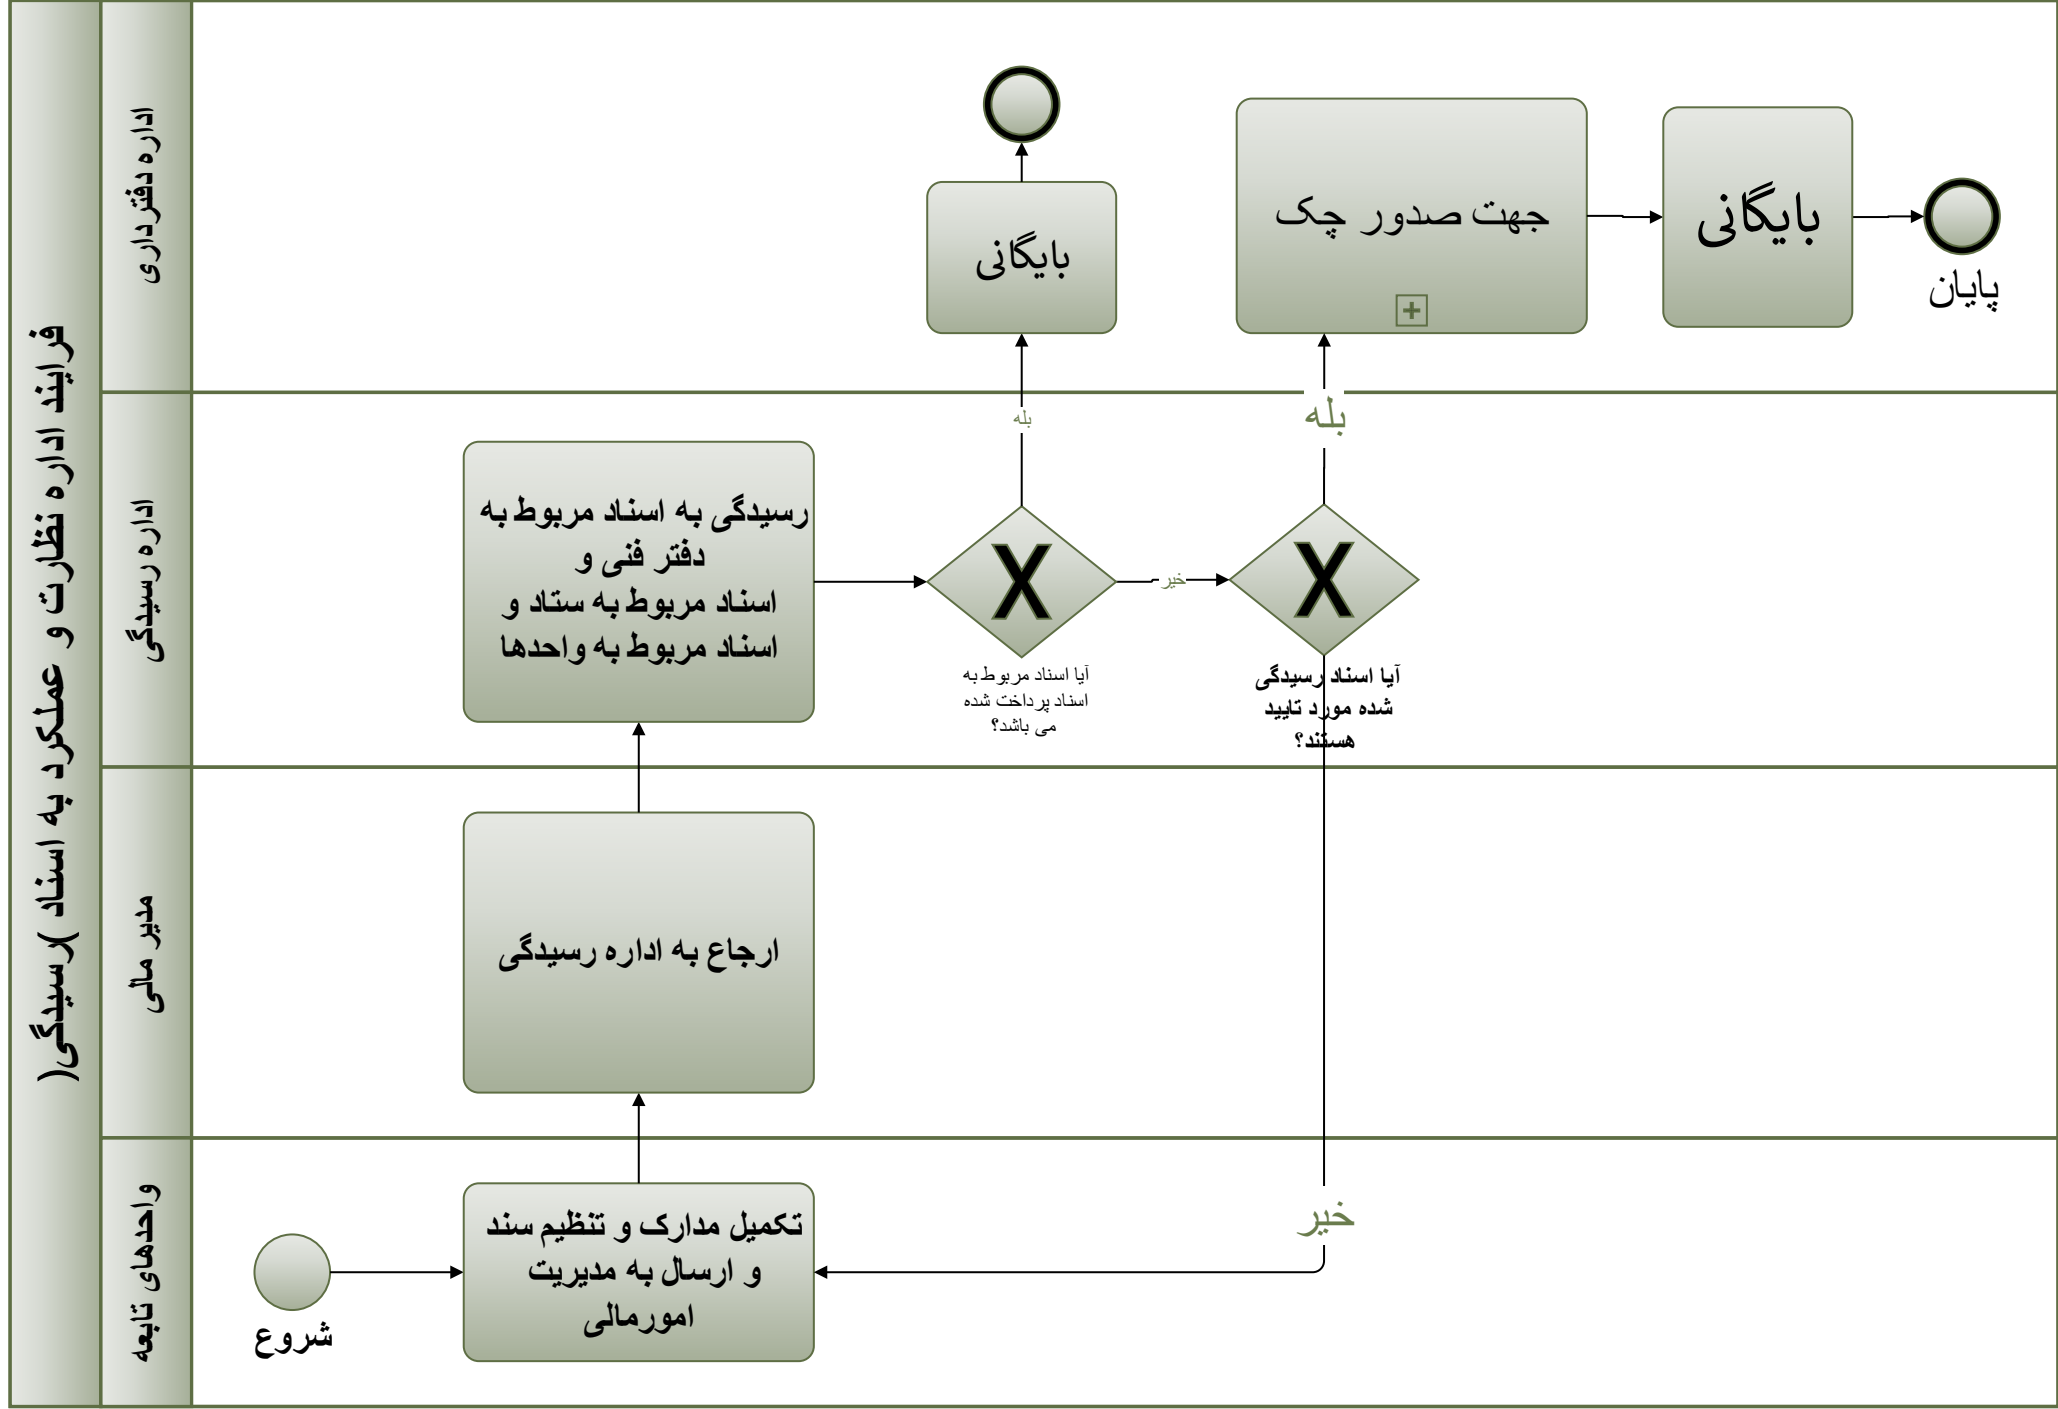 فرایند اداره نظارت و عملکرد به اسناد )رسیدگی(
اداره دفترداری
بایگانی
جهت صدور چک
بایگانی
پایان
اداره رسیدگی
رسیدگی به اسناد مربوط به
دفتر فنی و
اسناد مربوط به ستاد و
اسناد مربوط به واحدها
بله
آیا اسناد مربوط به
اسناد پرداخت شده
می باشد؟
خیر
بله
آیا اسناد رسیدگی
شده مورد تایید
هستند؟
مدیر مالی
ارجاع به اداره رسیدگی
واحدهای تابعه
شروع
تکمیل مدارک و تنظیم سند
و ارسال به مدیریت
امورمالی
خیر